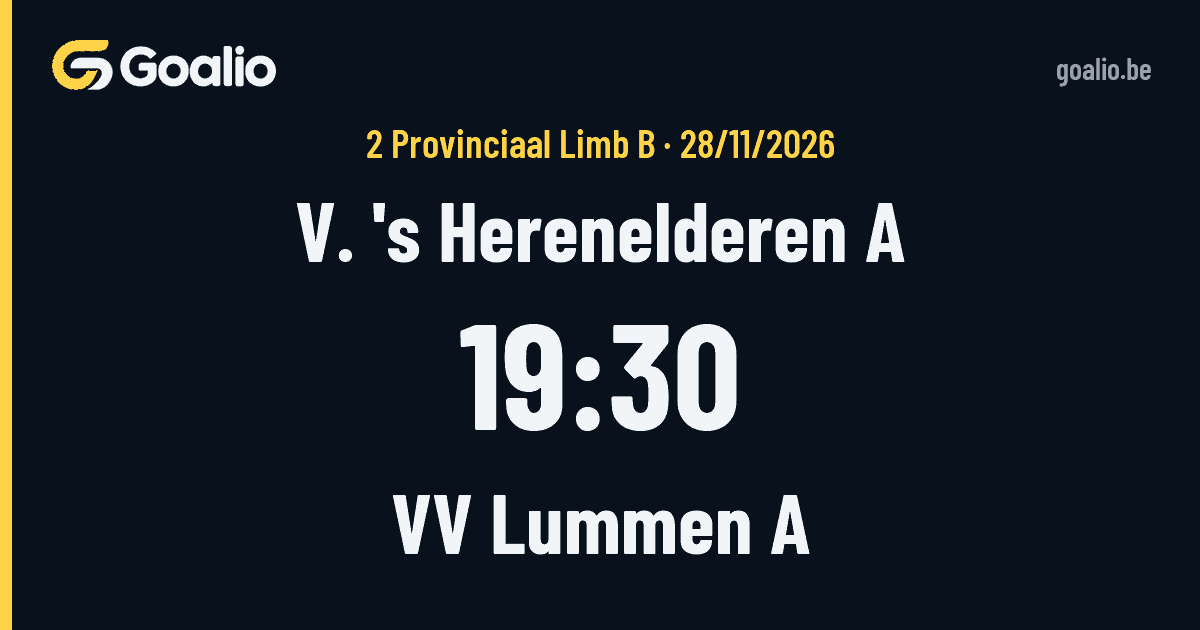 Goalio
goalio.be
2 Provinciaal Limb B · 28/11/2026
V. 's Herenelderen A
19:30
VV Lummen A